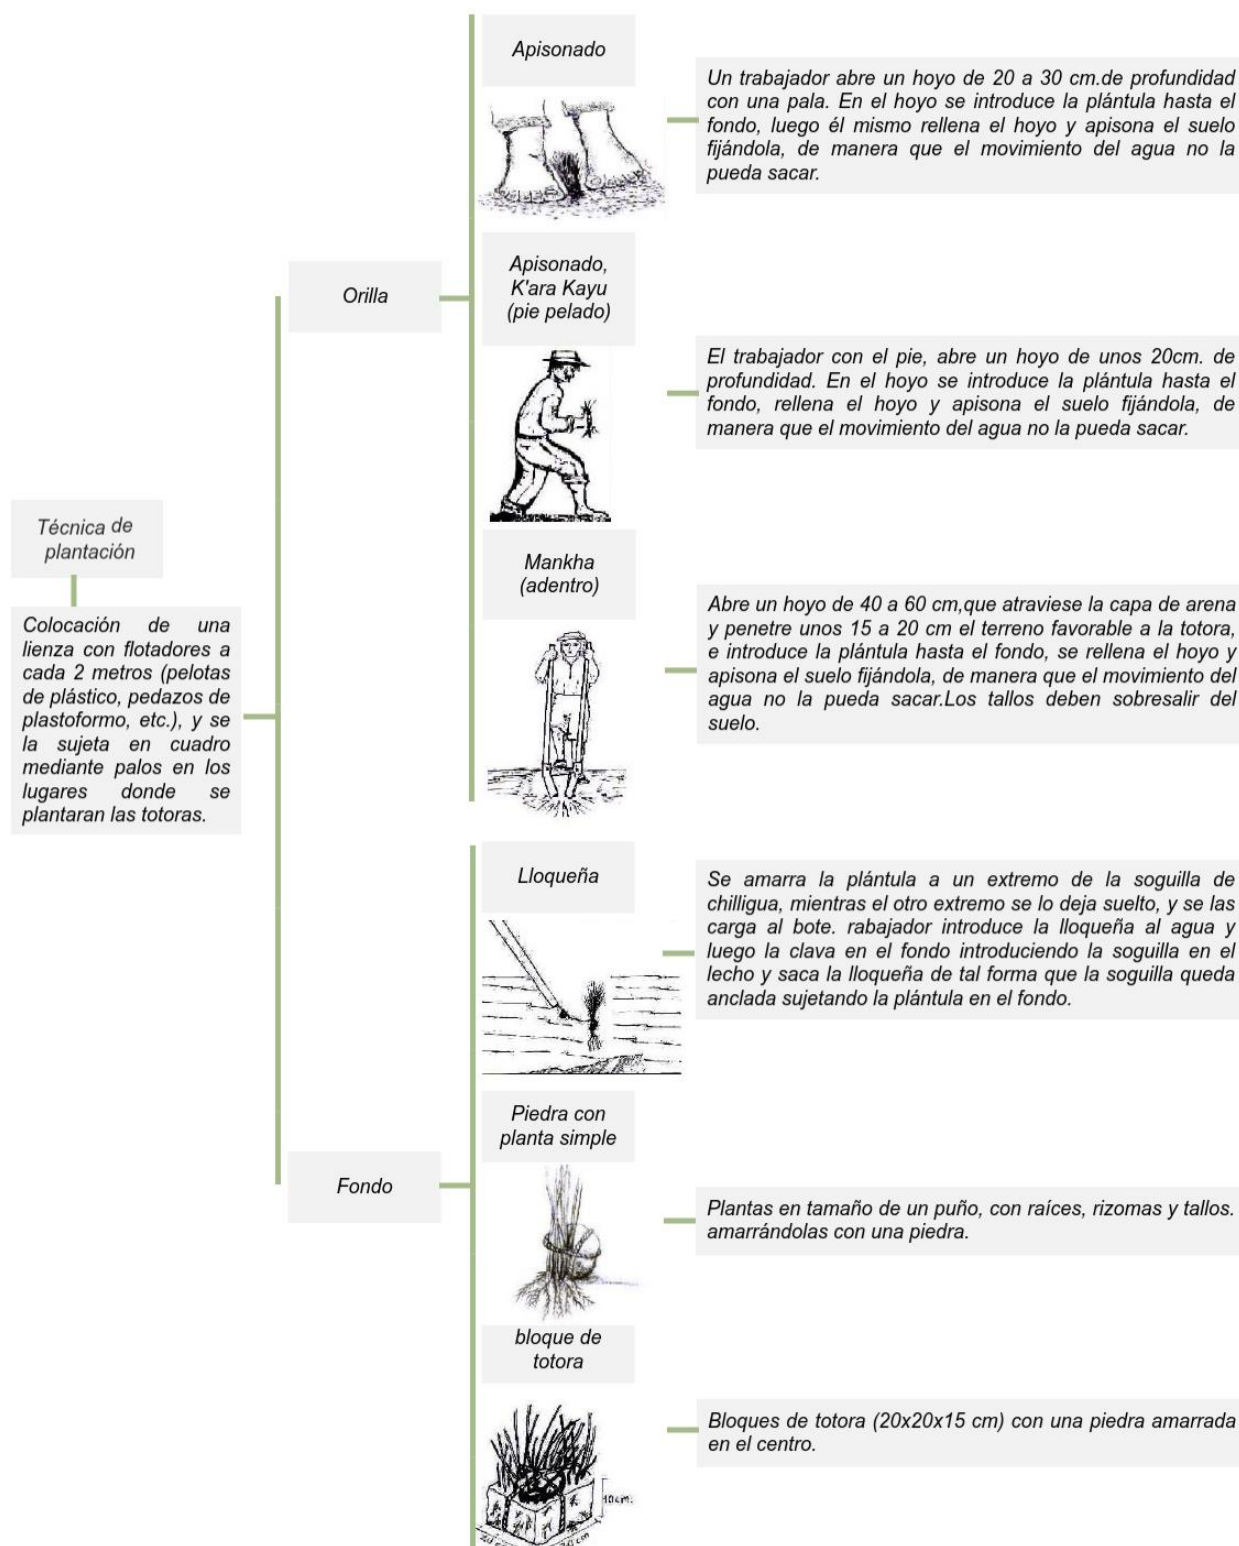 Técnica de
plantación
Colocación de una
lienza con flotadores a
cada 2 metros (pelotas
de plástico, pedazos de
plastoformo, etc.), y se
la sujeta en cuadro
mediante palos en los
lugares donde se
plantaran las totoras.
Orilla
Apisonado
Un trabajador abre un hoyo de 20 a 30 cm.de profundidad
con una pala. En el hoyo se introduce la plántula hasta el
fondo, luego él mismo rellena el hoyo y apisona el suelo
fijándola, de manera que el movimiento del agua no la
pueda sacar.
Apisonado,
K'ara Kayu
(pie pelado)
El trabajador con el pie, abre un hoyo de unos 20cm. de
profundidad. En el hoyo se introduce la plántula hasta el
fondo, rellena el hoyo y apisona el suelo fijándola, de
manera que el movimiento del agua no la pueda sacar.
Mankha
(adentro)
Abre un hoyo de 40 a 60 cm,que atraviese la capa de arena
y penetre unos 15 a 20 cm el terreno favorable a la totora,
e introduce la plántula hasta el fondo, se rellena el hoyo y
apisona el suelo fijándola, de manera que el movimiento del
agua no la pueda sacar.Los tallos deben sobresalir del
suelo.
Fondo
Lloqueña
Se amarra la plántula a un extremo de la soguilla de
chilligua, mientras el otro extremo se lo deja suelto, y se las
carga al bote. rabajador introduce la lloqueña al agua y
luego la clava en el fondo introduciendo la soguilla en el
lecho y saca la lloqueña de tal forma que la soguilla queda
anclada sujetando la plántula en el fondo.
Piedra con
planta simple
Plantas en tamaño de un puño, con raíces, rizomas y tallos.
amarrándolas con una piedra.
bloque de
totora
Bloques de totora (20x20x15 cm) con una piedra amarrada
en el centro.
10cm.